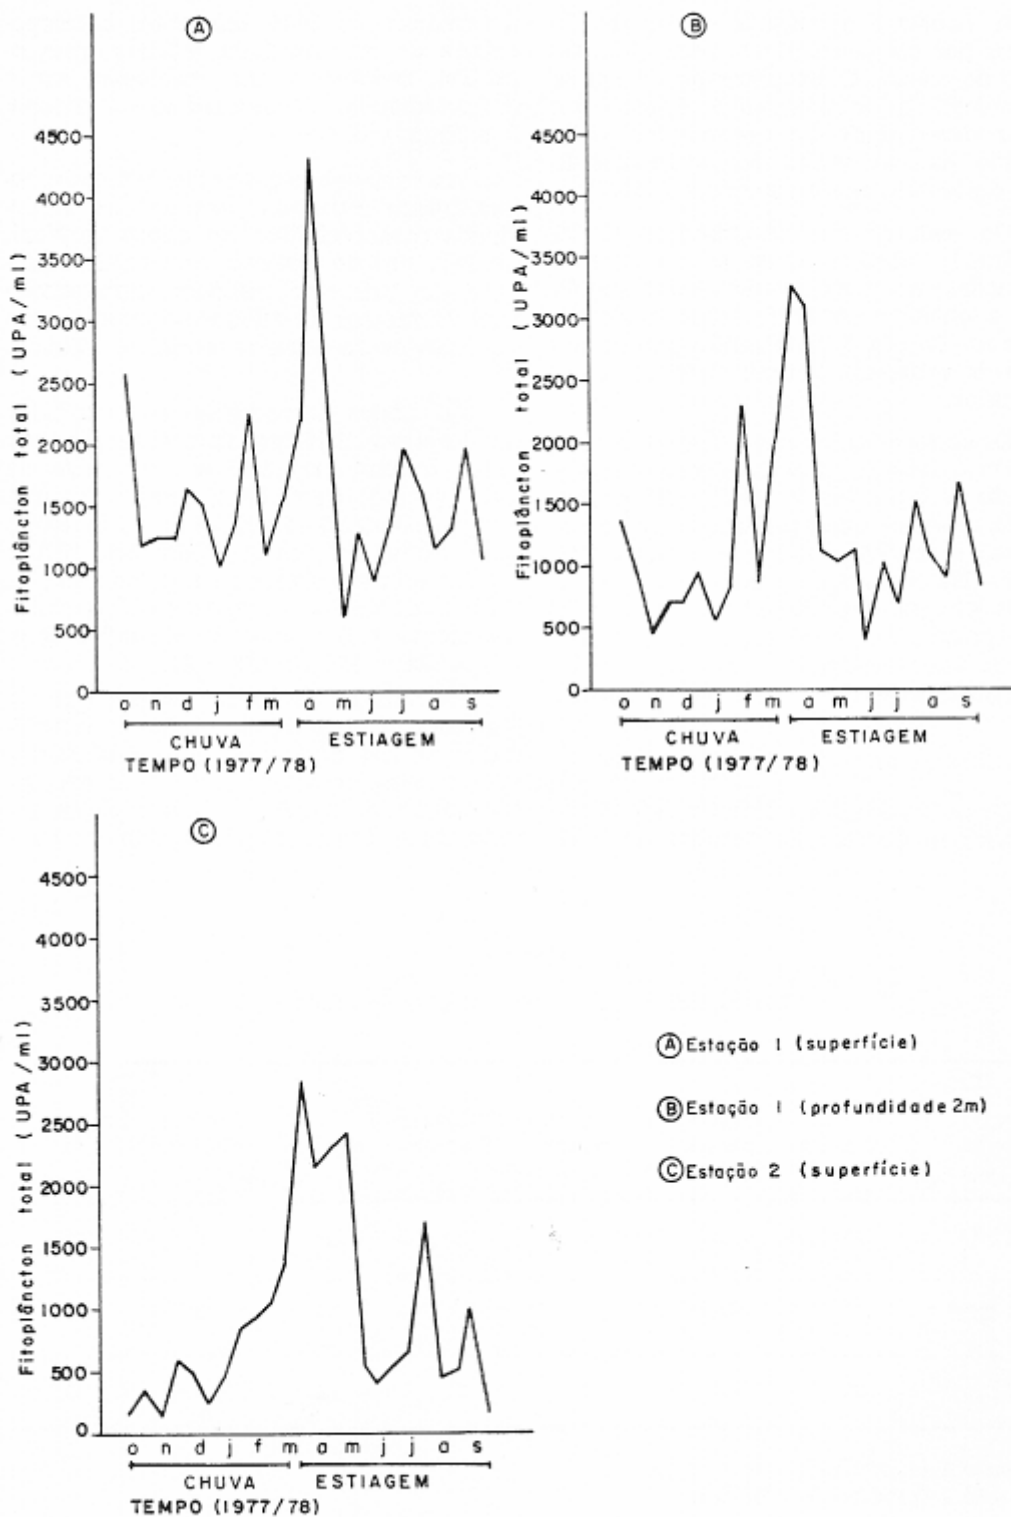 A
4500
4000
3500
3000
2500
2000
1500
1000
500
0
Fitoplâncton total (UPA/ml)
o n d j f m a m j j a s
CHUVA ESTIAGEM
TEMPO (1977/78)
B
4500
4000
3500
3000
2500
2000
1500
1000
500
0
Fitoplâncton total (UPA/ml)
o n d j f m a m j j a s
CHUVA ESTIAGEM
TEMPO (1977/78)
C
4500
4000
3500
3000
2500
2000
1500
1000
500
0
Fitoplâncton total (UPA/ml)
o n d j f m a m j j a s
CHUVA ESTIAGEM
TEMPO (1977/78)
A Estação 1 (superfície)
B Estação 1 (profundidade 2m)
C Estação 2 (superfície)